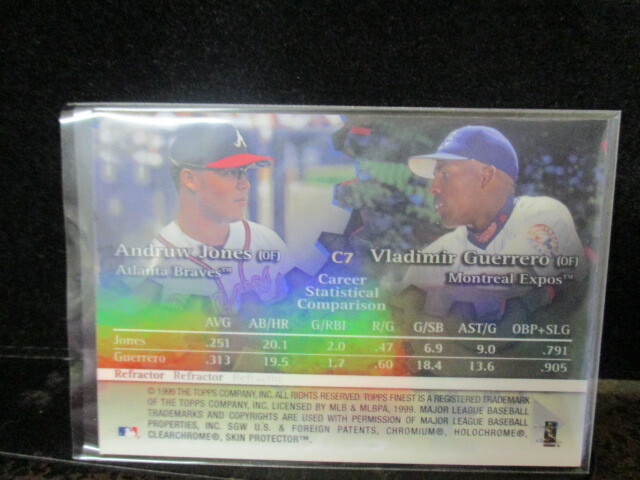 A
Andruw Jones (OF)
Atlanta Braves™
C7
Vladimir Guerrero (OF)
Montreal Expos™
Career
Statistical
Comparison
AVG AB/HR G/RBI R/G G/SB AST/G OBP+SLG
Jones .251 20.1 2.0 .47 6.9 9.0 .791
Guerrero .313 19.5 1.7 .60 18.4 13.6 .905
Refractor Refractor Refractor
© 1999 THE TOPPS COMPANY, INC. ALL RIGHTS RESERVED. TOPPS FINEST IS A REGISTERED TRADEMARK
OF THE TOPPS COMPANY, INC. LICENSED BY MLB & MLBPA, 1999. MAJOR LEAGUE BASEBALL
TRADEMARKS AND COPYRIGHTS ARE USED WITH PERMISSION OF MAJOR LEAGUE BASEBALL
PROPERTIES, INC. SGW U.S. & FOREIGN PATENTS, CHROMIUM®, HOLOCHROME®,
CLEARCHROME®, SKIN PROTECTOR™.